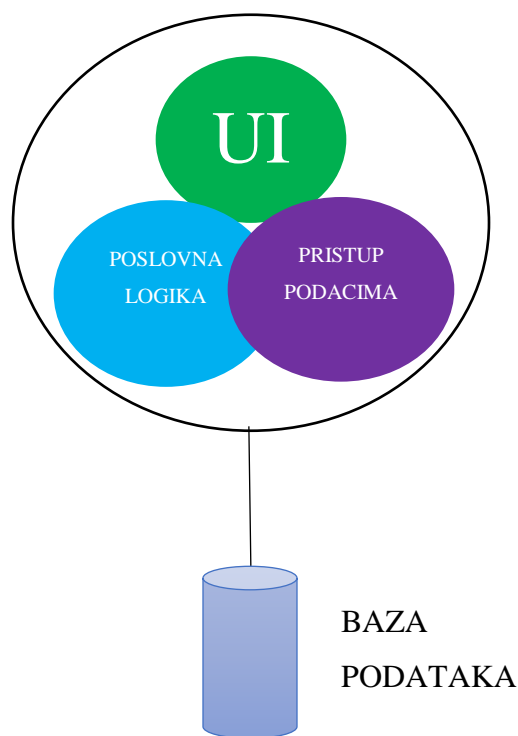 UI
POSLOVNA
LOGIKA
PRISTUP
PODACIMA
BAZA
PODATAKA